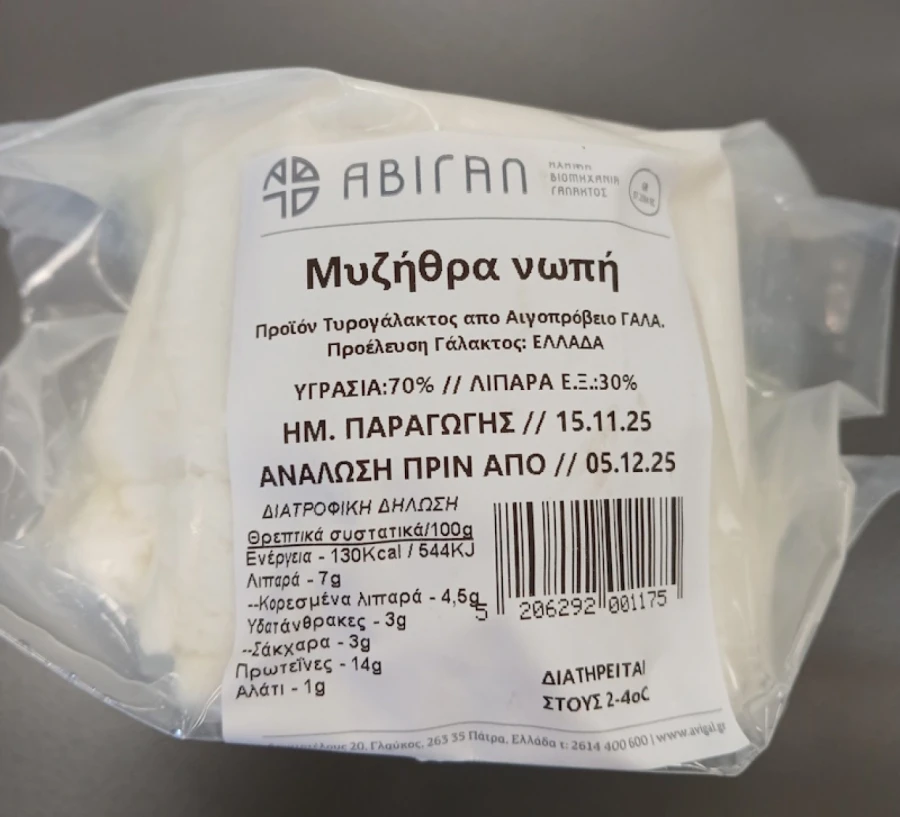 ΑΒΙΓΑΛ
ΒΙΟΜΗΧΑΝΙΑ
ΓΑΛΑΚΤΟΣ
Μυζήθρα νωπή
Προϊόν Τυρογάλακτος απο Αιγοπρόβειο ΓΑΛΑ.
Προέλευση Γάλακτος: ΕΛΛΑΔΑ
ΥΓΡΑΣΙΑ:70% // ΛΙΠΑΡΑ Ε.Ξ.:30%
ΗΜ. ΠΑΡΑΓΩΓΗΣ // 15.11.25
ΑΝΑΛΩΣΗ ΠΡΙΝ ΑΠΟ // 05.12.25
ΔΙΑΤΡΟΦΙΚΗ ΔΗΛΩΣΗ
Θρεπτικά συστατικά/100g
Ενέργεια - 130Kcal / 544KJ
Λιπαρά - 7g
--Κορεσμένα λιπαρά - 4,5g
Υδατάνθρακες - 3g
--Σάκχαρα - 3g
Πρωτεΐνες - 14g
Αλάτι - 1g
5 206292 001175
ΔΙΑΤΗΡΕΙΤΑΙ
ΣΤΟΥΣ 2-4οC
20, Γλαύκος, 263 35 Πάτρα, Ελλάδα t: 2614 400 600 | www.avigal.gr